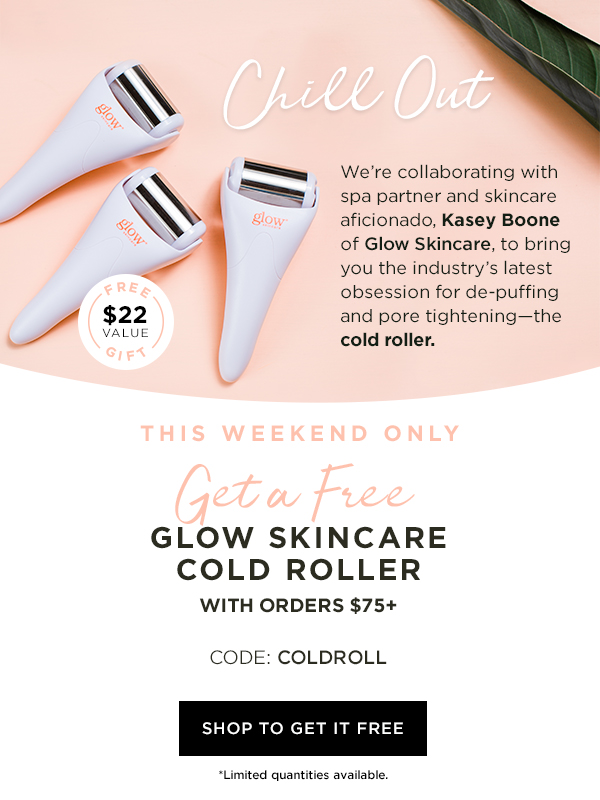 Chill Out
We’re collaborating with
spa partner and skincare
aficionado, Kasey Boone
of Glow Skincare, to bring
you the industry’s latest
obsession for de-puffing
and pore tightening—the
cold roller.
glow
glow
glow
FREE
$22
VALUE
GIFT
THIS WEEKEND ONLY
Get a Free
GLOW SKINCARE
COLD ROLLER
WITH ORDERS $75+
CODE: COLDROLL
SHOP TO GET IT FREE
*Limited quantities available.